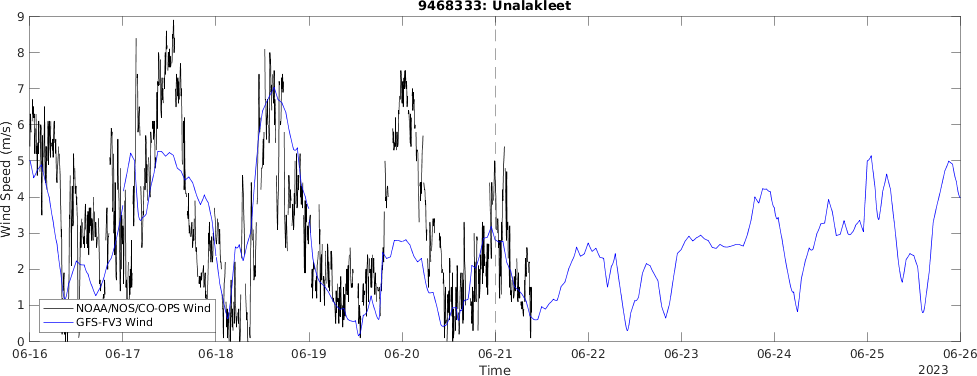 9468333: Unalakleet
Wind Speed (m/s)
9
8
7
6
5
4
3
2
1
0
NOAA/NOS/CO-OPS Wind
GFS-FV3 Wind
06-16 06-17 06-18 06-19 06-20 06-21 06-22 06-23 06-24 06-25 06-26
Time
2023